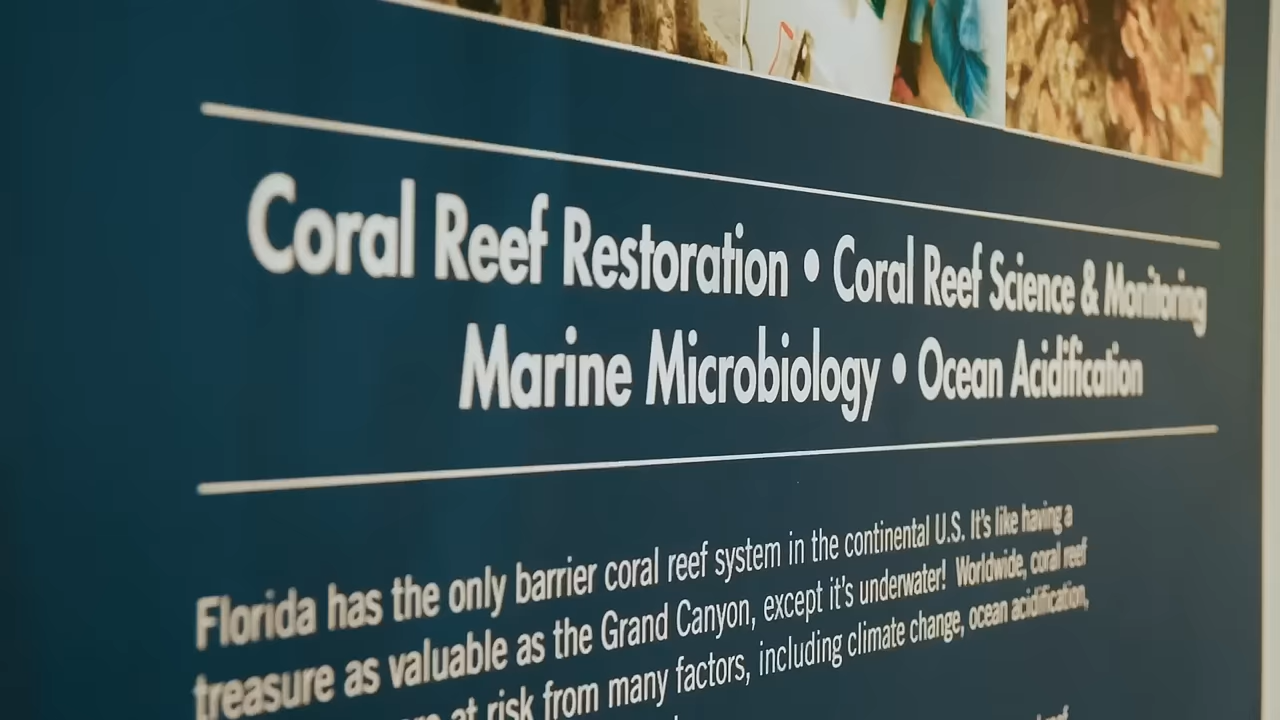 Coral Reef Restoration • Coral Reef Science & Monitoring
Marine Microbiology • Ocean Acidification
Florida has the only barrier coral reef system in the continental U.S. It's like having a
treasure as valuable as the Grand Canyon, except it's underwater! Worldwide, coral reef
at risk from many factors, including climate change, ocean acidification,